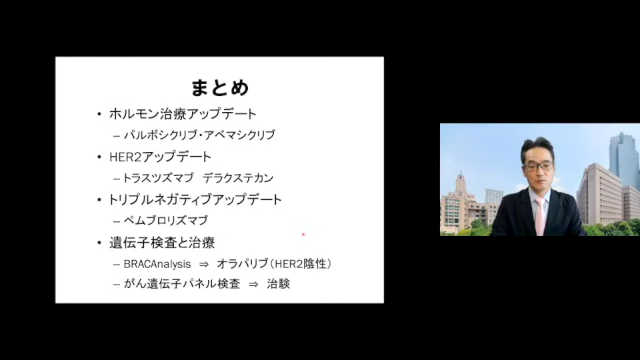 まとめ
• ホルモン治療アップデート
– パルボシクリブ・アベマシクリブ
• HER2アップデート
– トラスツズマブ デラクステカン
• トリプルネガティブアップデート
– ペムブロリズマブ
• 遺伝子検査と治療
– BRACAnalysis ⇒ オラパリブ(HER2陰性)
– がん遺伝子パネル検査 ⇒ 治験